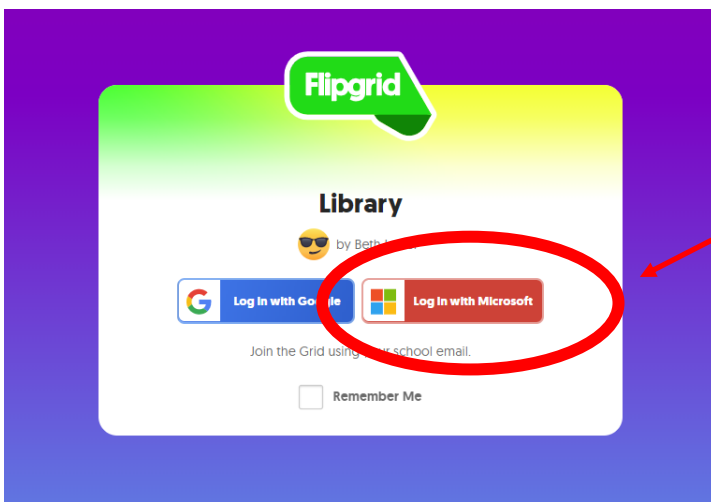 Flipgrid
Library
by Beth
Log in with Google
Log in with Microsoft
Join the Grid using your school email.
Remember Me